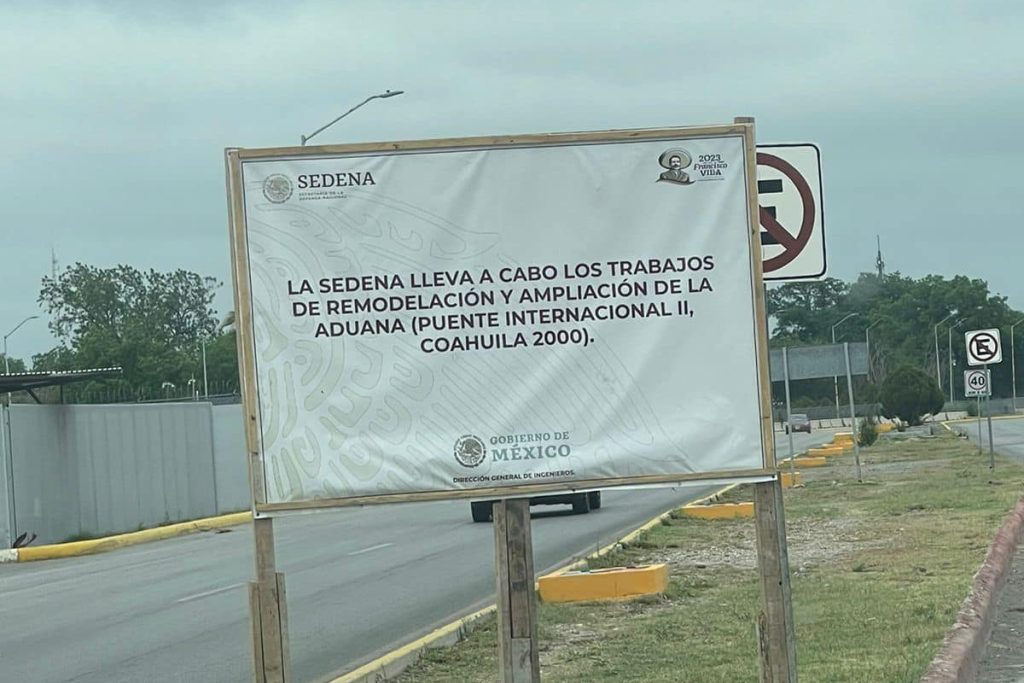 SEDENA
SECRETARÍA DE LA
DEFENSA NACIONAL
2023
Francisco
VILLA
LA SEDENA LLEVA A CABO LOS TRABAJOS
DE REMODELACIÓN Y AMPLIACIÓN DE LA
ADUANA (PUENTE INTERNACIONAL II,
COAHUILA 2000).
GOBIERNO DE
MÉXICO
DIRECCIÓN GENERAL DE INGENIEROS.
E
E
40